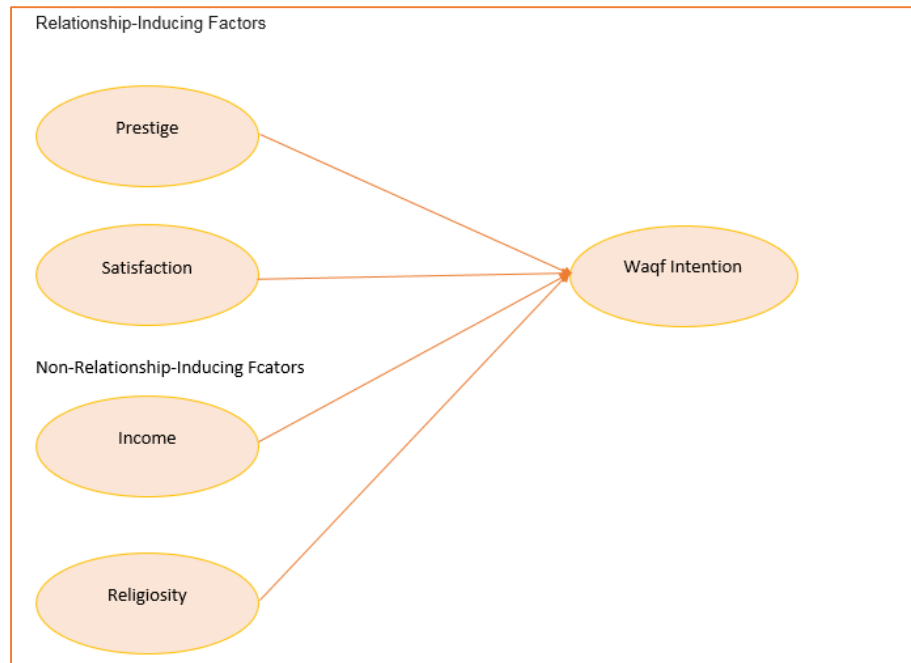 Relationship-Inducing Factors
Prestige
Satisfaction
Waqf Intention
Non-Relationship-Inducing Fcators
Income
Religiosity